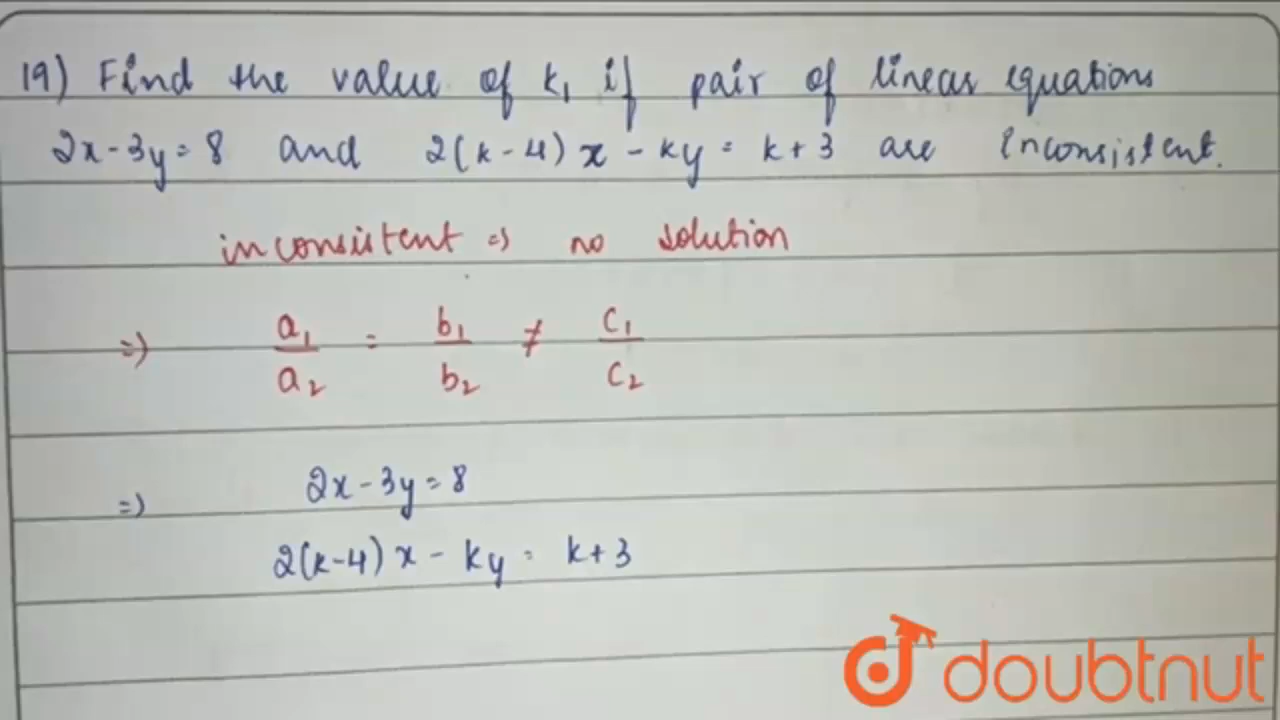 19) Find the value of k, if pair of linear equations
2x - 3y = 8 and 2(k - 4) x - ky = k + 3 are Inconsistent.
inconsistent ⇒ no solution
⇒) a₁/a₂ = b₁/b₂ ≠ c₁/c₂
⇒) 2x - 3y = 8
2(k-4) x - ky = k + 3
doubtnut